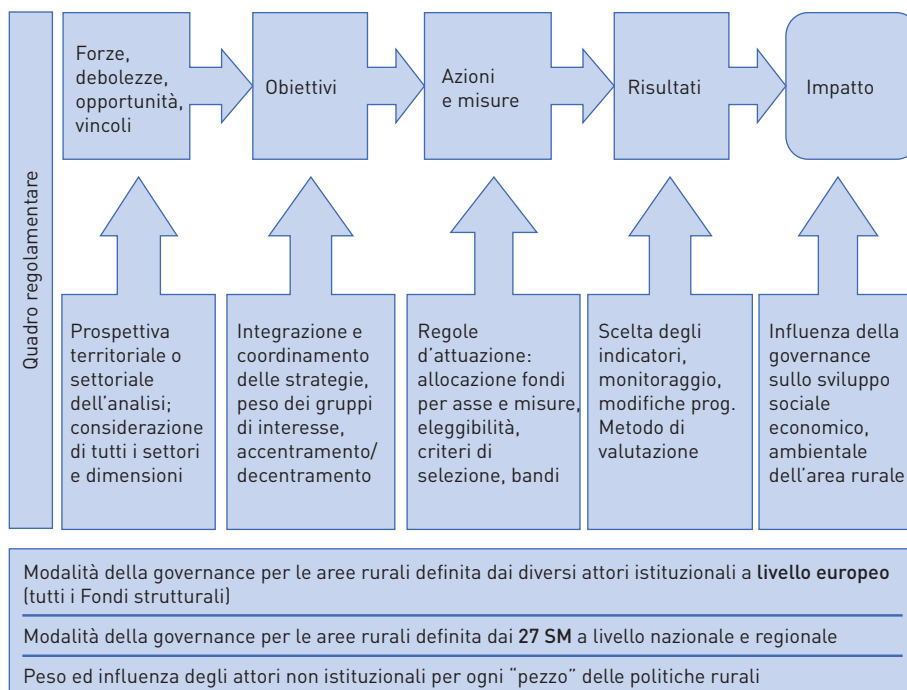 Quadro regolamentare
Forze,
debolezze,
opportunità,
vincoli
Obiettivi
Azioni
e misure
Risultati
Impatto
Prospettiva
territoriale o
settoriale
dell'analisi;
considerazione
di tutti i settori
e dimensioni
Integrazione e
coordinamento
delle strategie,
peso dei gruppi
di interesse,
accentramento/
decentramento
Regole
d'attuazione:
allocazione fondi
per asse e misure,
eleggibilità,
criteri di
selezione, bandi
Scelta degli
indicatori,
monitoraggio,
modifiche prog.
Metodo di
valutazione
Influenza della
governance
sullo sviluppo
sociale
economico,
ambientale
dell'area rurale
Modalità della governance per le aree rurali definita dai diversi attori istituzionali a livello europeo
(tutti i Fondi strutturali)
Modalità della governance per le aree rurali definita dai 27 SM a livello nazionale e regionale
Peso ed influenza degli attori non istituzionali per ogni “pezzo” delle politiche rurali